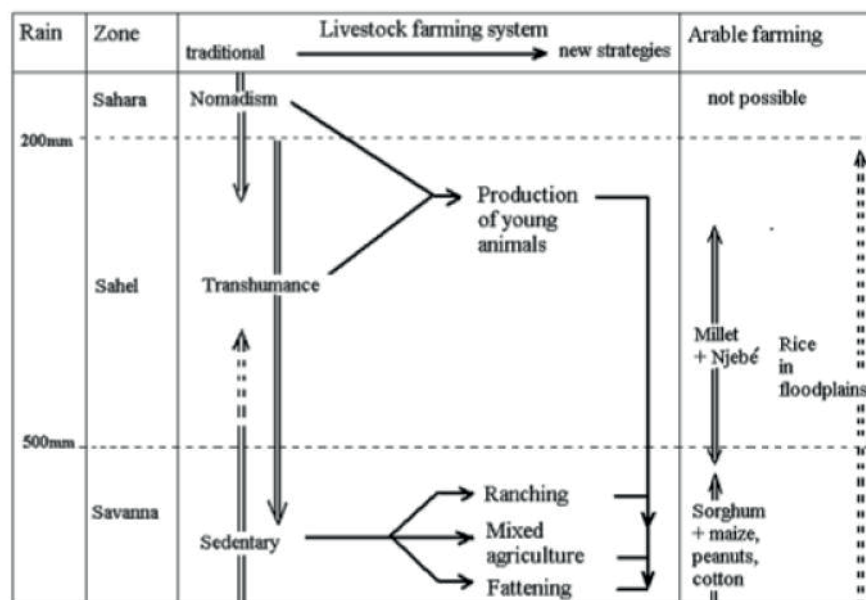 Rain
Zone
Livestock farming system
traditional
new strategies
Arable farming
Sahara
Nomadism
not possible
200mm
Production
of young
animals
Sahel
Transhumance
Millet
+ Njebé
Rice
in
floodplains
500mm
Savanna
Sedentary
Ranching
Mixed
agriculture
Fattening
Sorghum
+ maize,
peanuts,
cotton